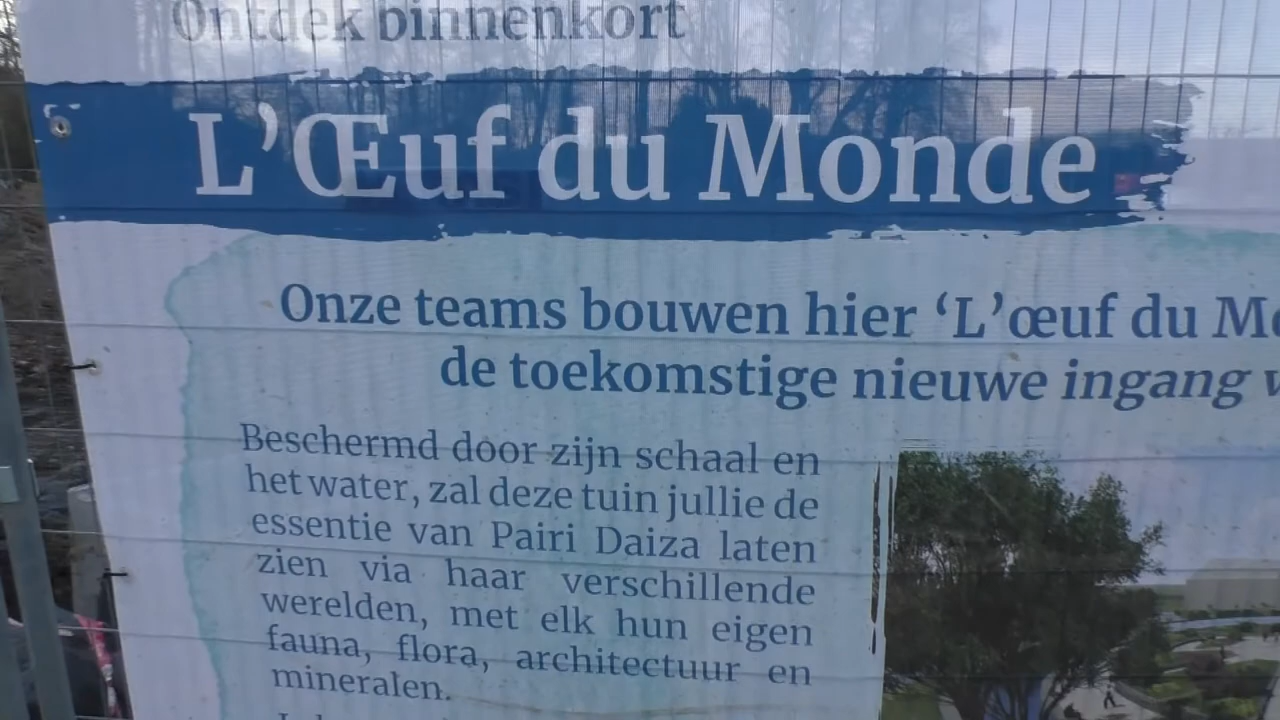 Ontdek binnenkort
L'Œuf du Monde
Onze teams bouwen hier ‘L’œuf du
de toekomstige nieuwe ingang
Beschermd door zijn schaal en
het water, zal deze tuin jullie de
essentie van Pairi Daiza laten
zien via haar verschillende
werelden, met elk hun eigen
fauna, flora, architectuur en
mineralen.